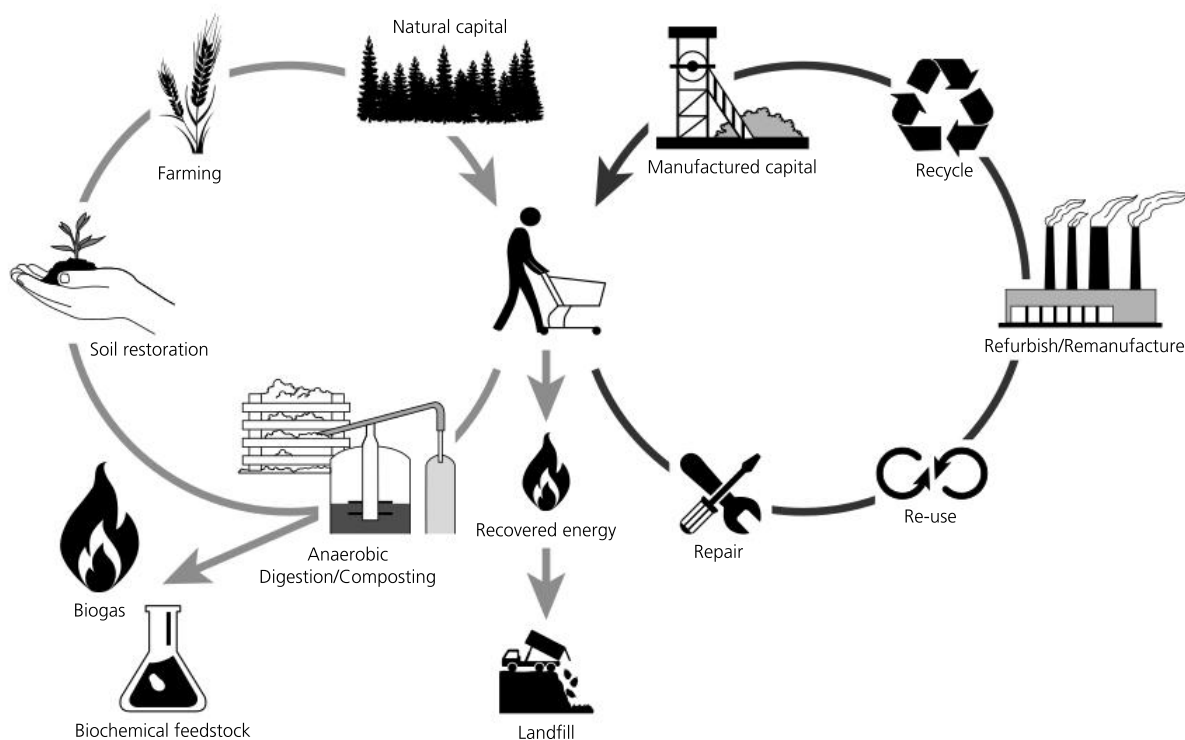 Natural capital
Manufactured capital
Recycle
Farming
Soil restoration
Refurbish/Remanufacture
Re-use
Recovered energy
Repair
Anaerobic
Digestion/Composting
Biogas
Biochemical feedstock
Landfill